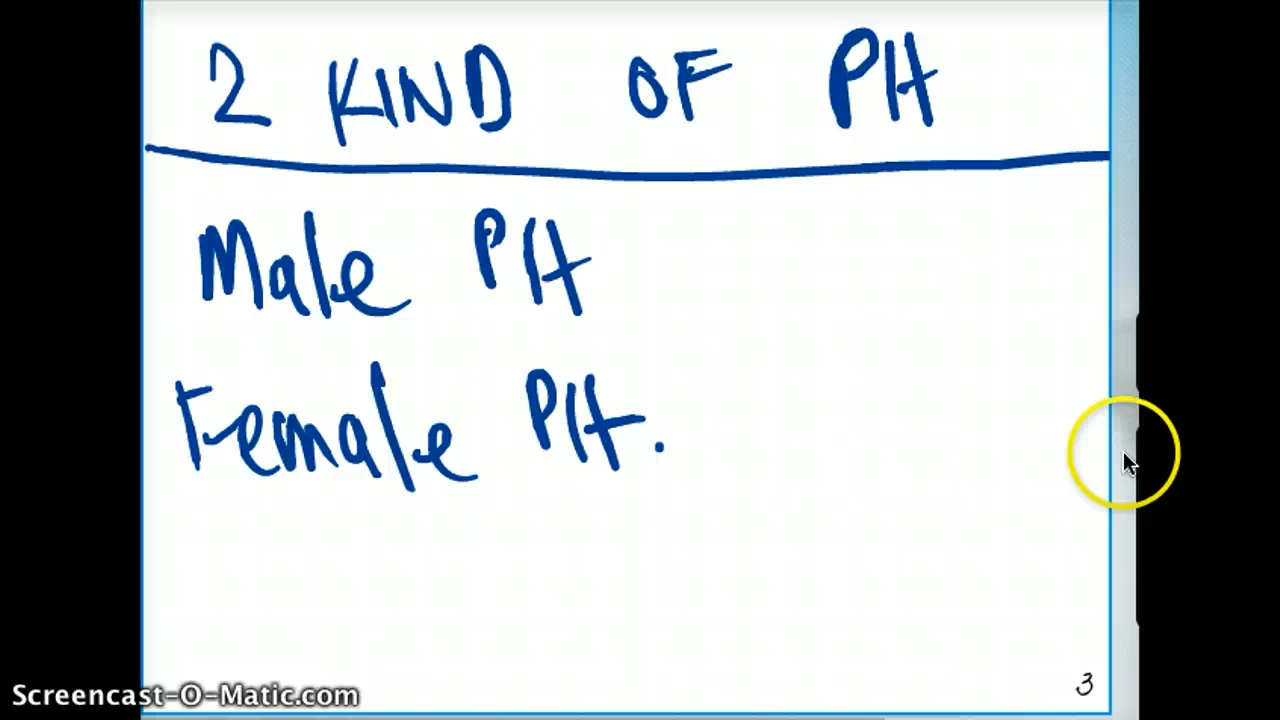 2 KIND OF PH
Male PH
Female PH.
3
Screencast-O-Matic.com